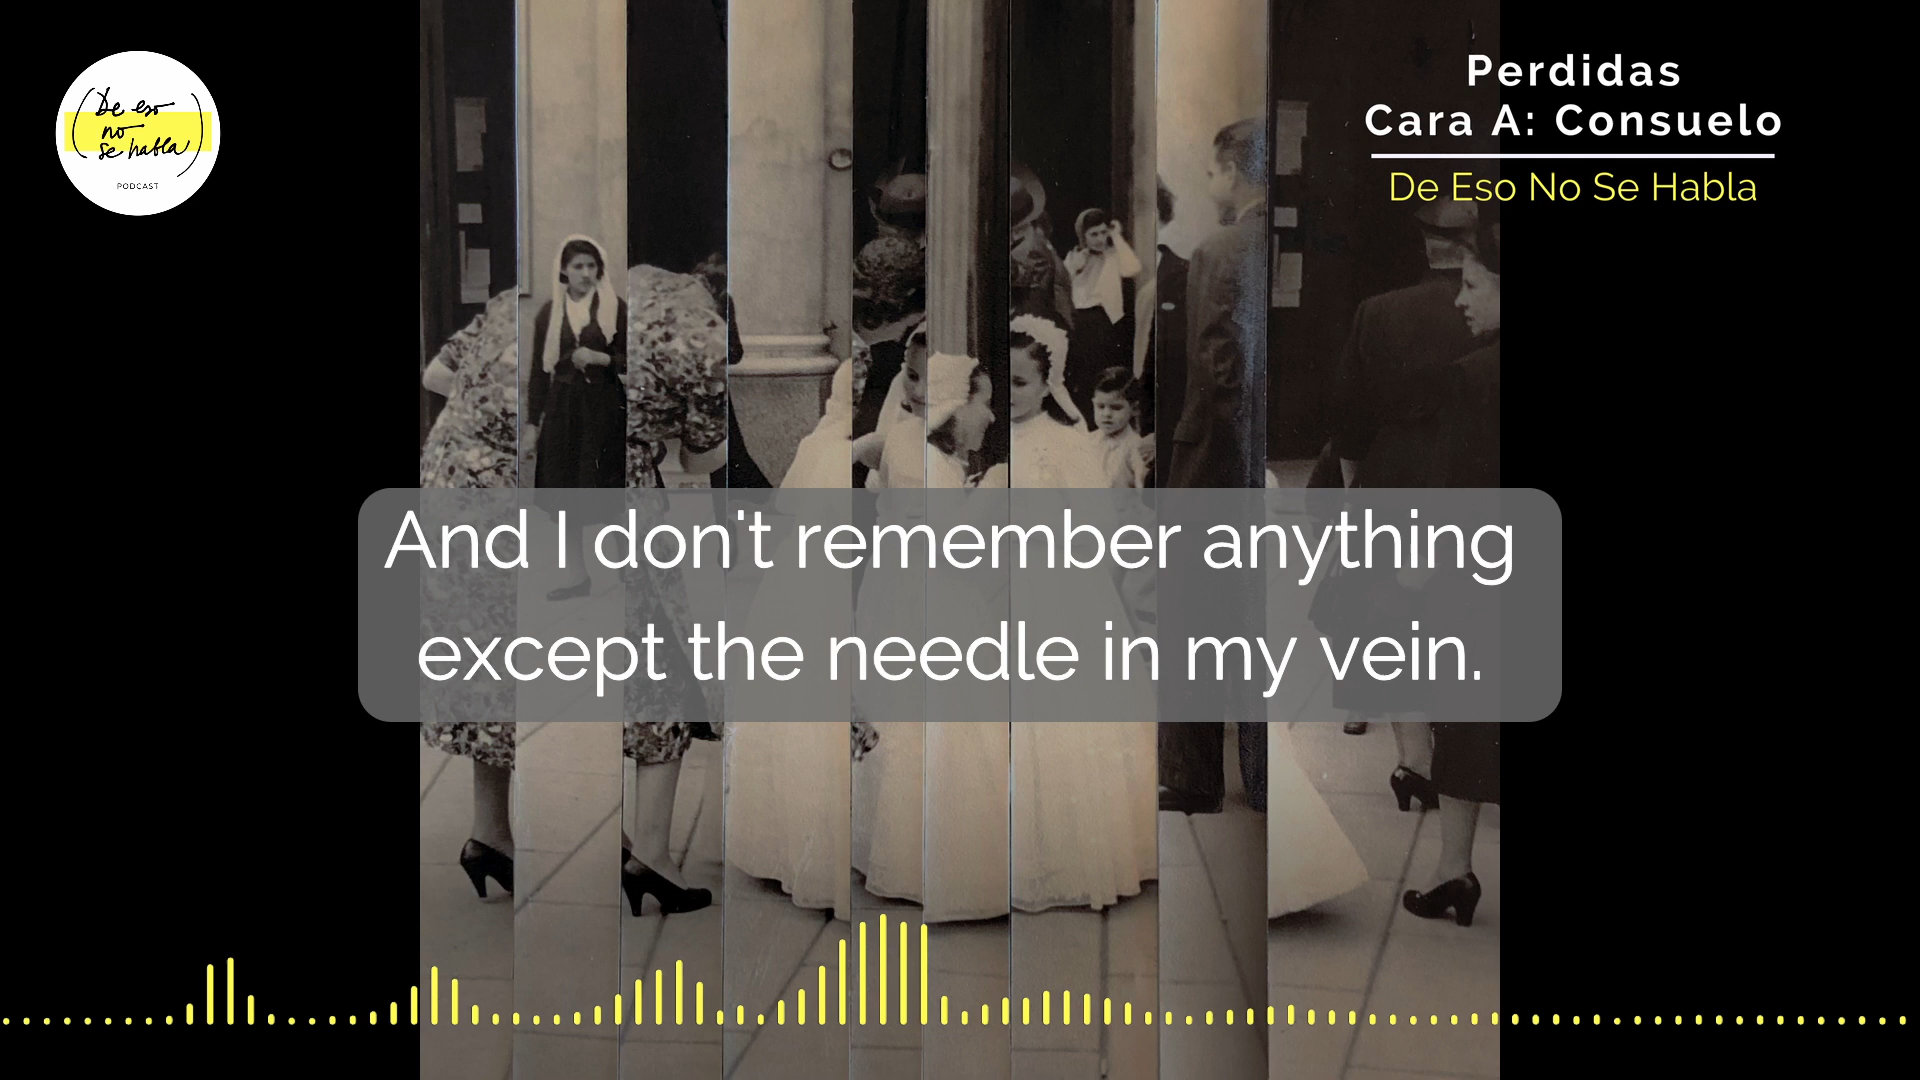 De eso
no
se habla
PODCAST
Perdidas
Cara A: Consuelo
De Eso No Se Habla
And I don't remember anything
except the needle in my vein.